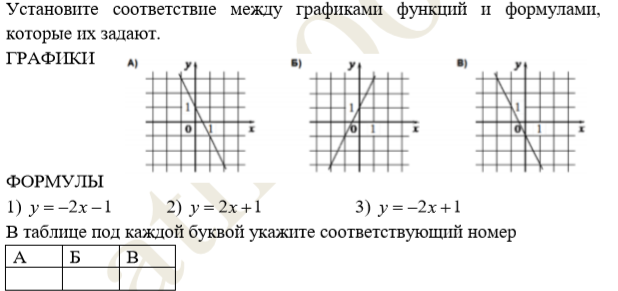 Установите соответствие между графиками функций и формулами,
которые их задают.
ГРАФИКИ
А) Б) В)
y y y
1 1 1
0 1 x 0 1 x 0 1 x
ФОРМУЛЫ
1) y = −2x − 1 2) y = 2x + 1 3) y = −2x + 1
В таблице под каждой буквой укажите соответствующий номер
А Б В